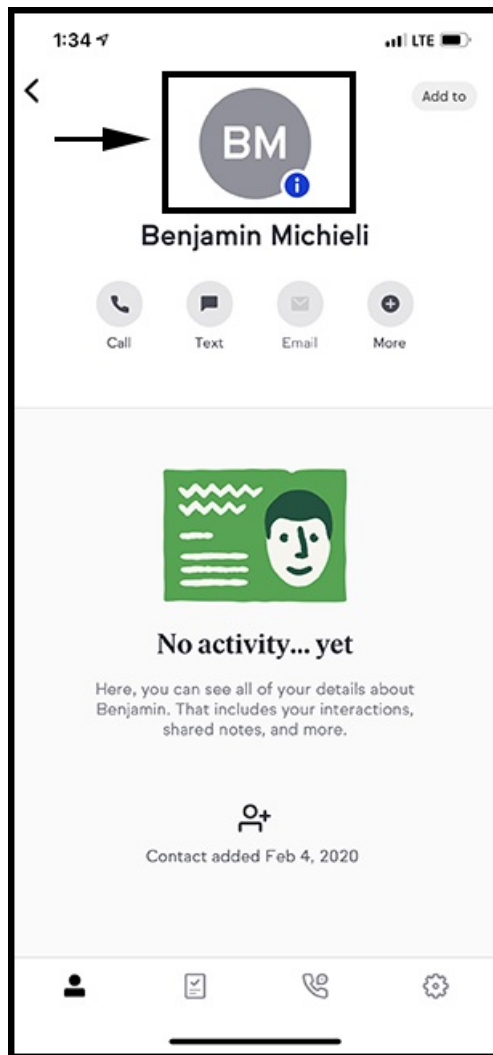 1:34
LTE
Add to
BM
i
Benjamin Michieli
Call
Text
Email
More
No activity... yet
Here, you can see all of your details about
Benjamin. That includes your interactions,
shared notes, and more.
Contact added Feb 4, 2020